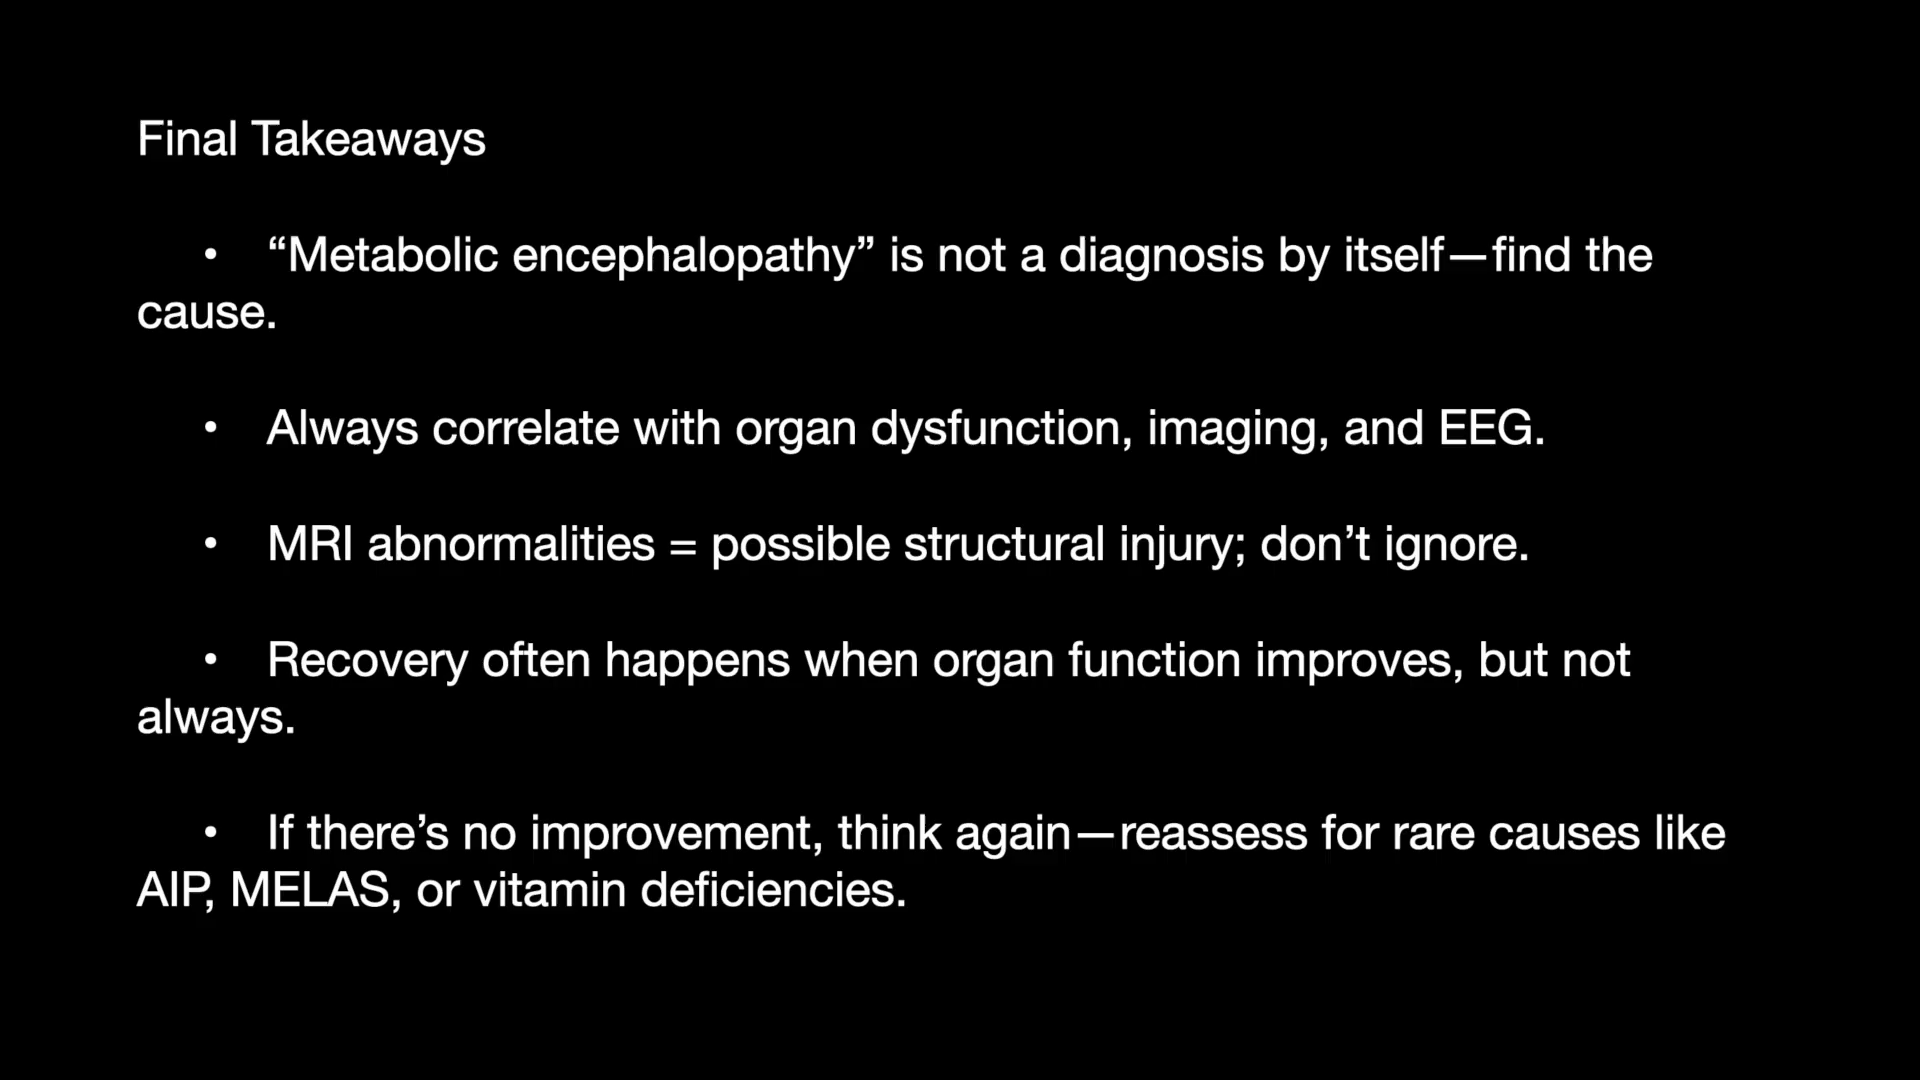 Final Takeaways
• “Metabolic encephalopathy” is not a diagnosis by itself—find the
cause.
• Always correlate with organ dysfunction, imaging, and EEG.
• MRI abnormalities = possible structural injury; don’t ignore.
• Recovery often happens when organ function improves, but not
always.
• If there’s no improvement, think again—reassess for rare causes like
AIP, MELAS, or vitamin deficiencies.